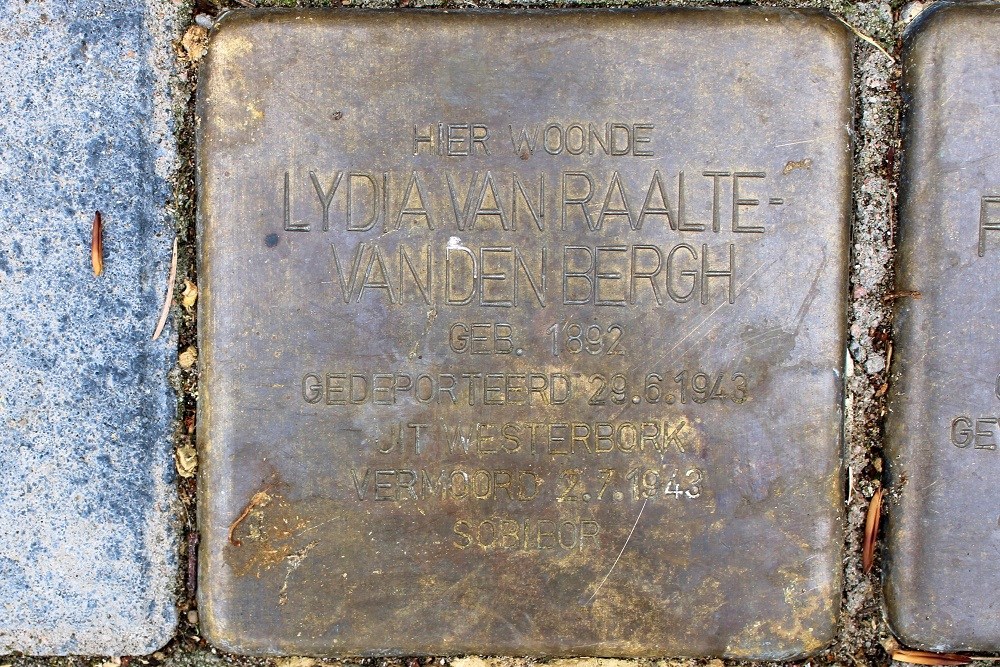 HIER WOONDE
LYDIA VAN RAALTE-
VAN DEN BERGH
GEB. 1892
GEDEPORTEERD 29.6.1943
UIT WESTERBORK
VERMOORD 2.7.1943
SOBIBOR